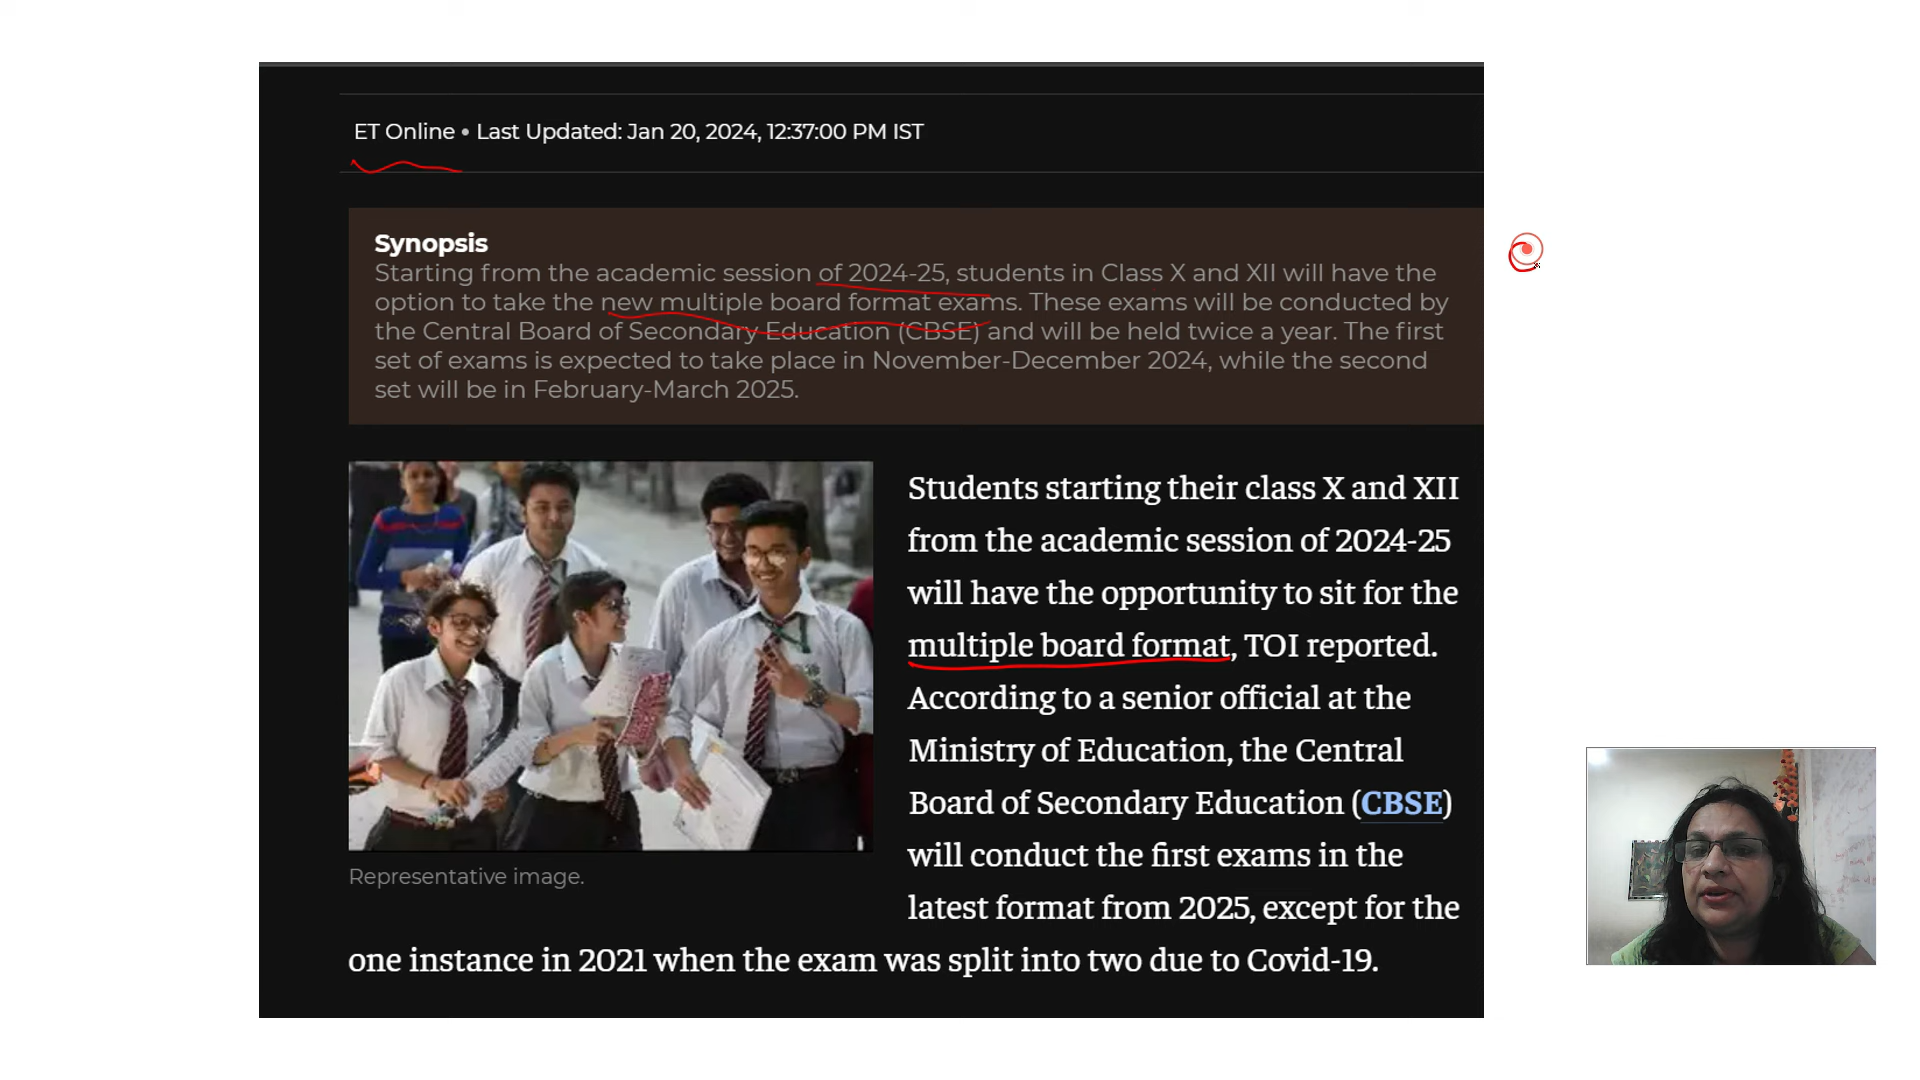 ET Online • Last Updated: Jan 20, 2024, 12:37:00 PM IST
Synopsis
Starting from the academic session of 2024-25, students in Class X and XII will have the
option to take the new multiple board format exams. These exams will be conducted by
the Central Board of Secondary Education (CBSE) and will be held twice a year. The first
set of exams is expected to take place in November-December 2024, while the second
set will be in February-March 2025.
Students starting their class X and XII
from the academic session of 2024-25
will have the opportunity to sit for the
multiple board format, TOI reported.
According to a senior official at the
Ministry of Education, the Central
Board of Secondary Education (CBSE)
will conduct the first exams in the
latest format from 2025, except for the
one instance in 2021 when the exam was split into two due to Covid-19.
Representative image.